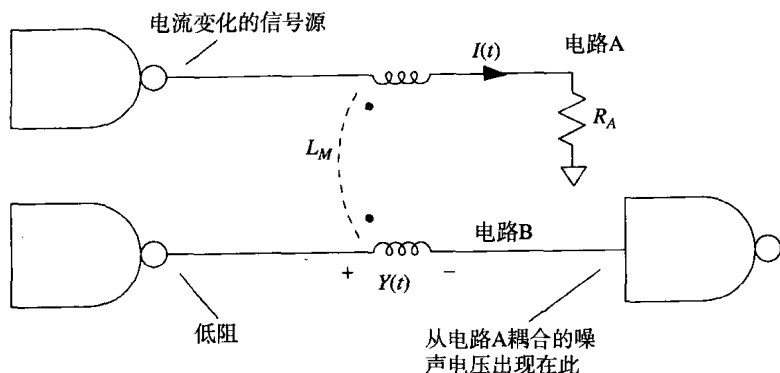 电流变化的信号源
I(t)
电路A
R_A
L_M
电路B
+ Y(t) −
低阻
从电路A耦合的噪
声电压出现在此